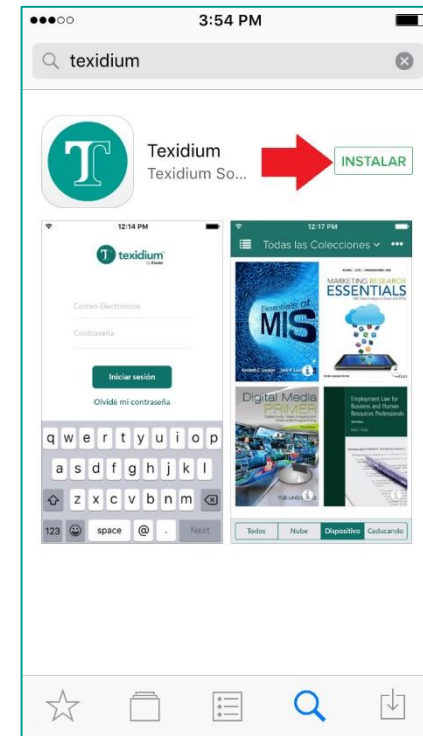 3:54 PM
texidium
T
Texidium
Texidium So...
INSTALAR
12:14 PM
T texidium
by Kivuto
Correo Electrónico
Contraseña
Iniciar sesión
Olvidé mi contraseña
q w e r t y u i o p
a s d f g h j k l
z x c v b n m
123 space @ . Next
12:17 PM
Todas las Colecciones
Essentials of
MIS
MARKETING RESEARCH
ESSENTIALS
Digital Media
PRIMER
Employment Law for
Business and Human
Resources Professionals
Todos Nube Dispositivo Caducando